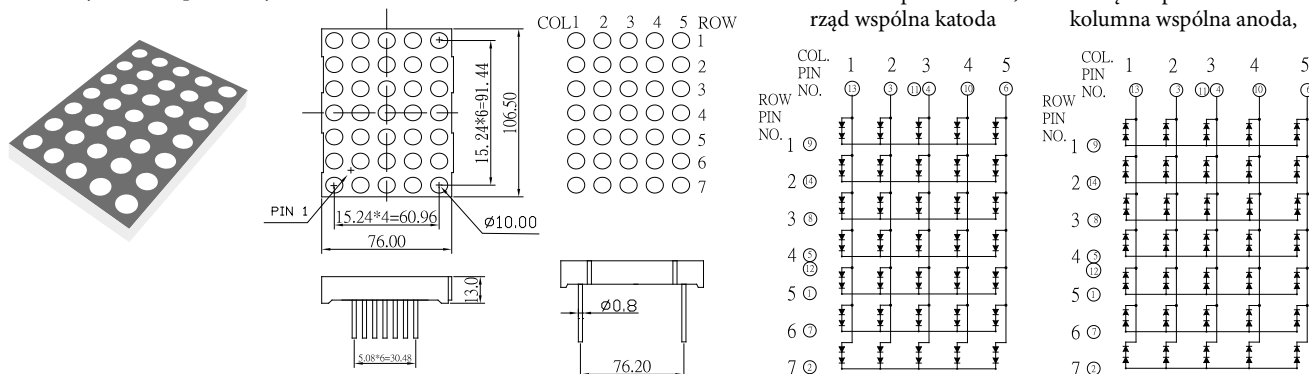 rząd wspólna katoda
kolumna wspólna anoda,
COL. 1 2 3 4 5 ROW
1
2
3
4
5
6
7
15.24*6=91.44
106.50
PIN 1
15.24*4=60.96
Ø10.00
76.00
13.0
5.08*6=30.48
Ø0.8
76.20
COL. 1 2 3 4 5
PIN
NO. ⑬ ③ ⑪ ④ ⑩ ⑥
ROW
PIN
NO.
1 ⑨
2 ⑭
3 ⑧
4 ⑤
⑫
5 ①
6 ⑦
7 ②
COL. 1 2 3 4 5
PIN
NO. ⑬ ③ ⑪ ④ ⑩
ROW
PIN
NO.
1 ⑨
2 ⑭
3 ⑧
4 ⑤
⑫
5 ①
6 ⑦
7 ②